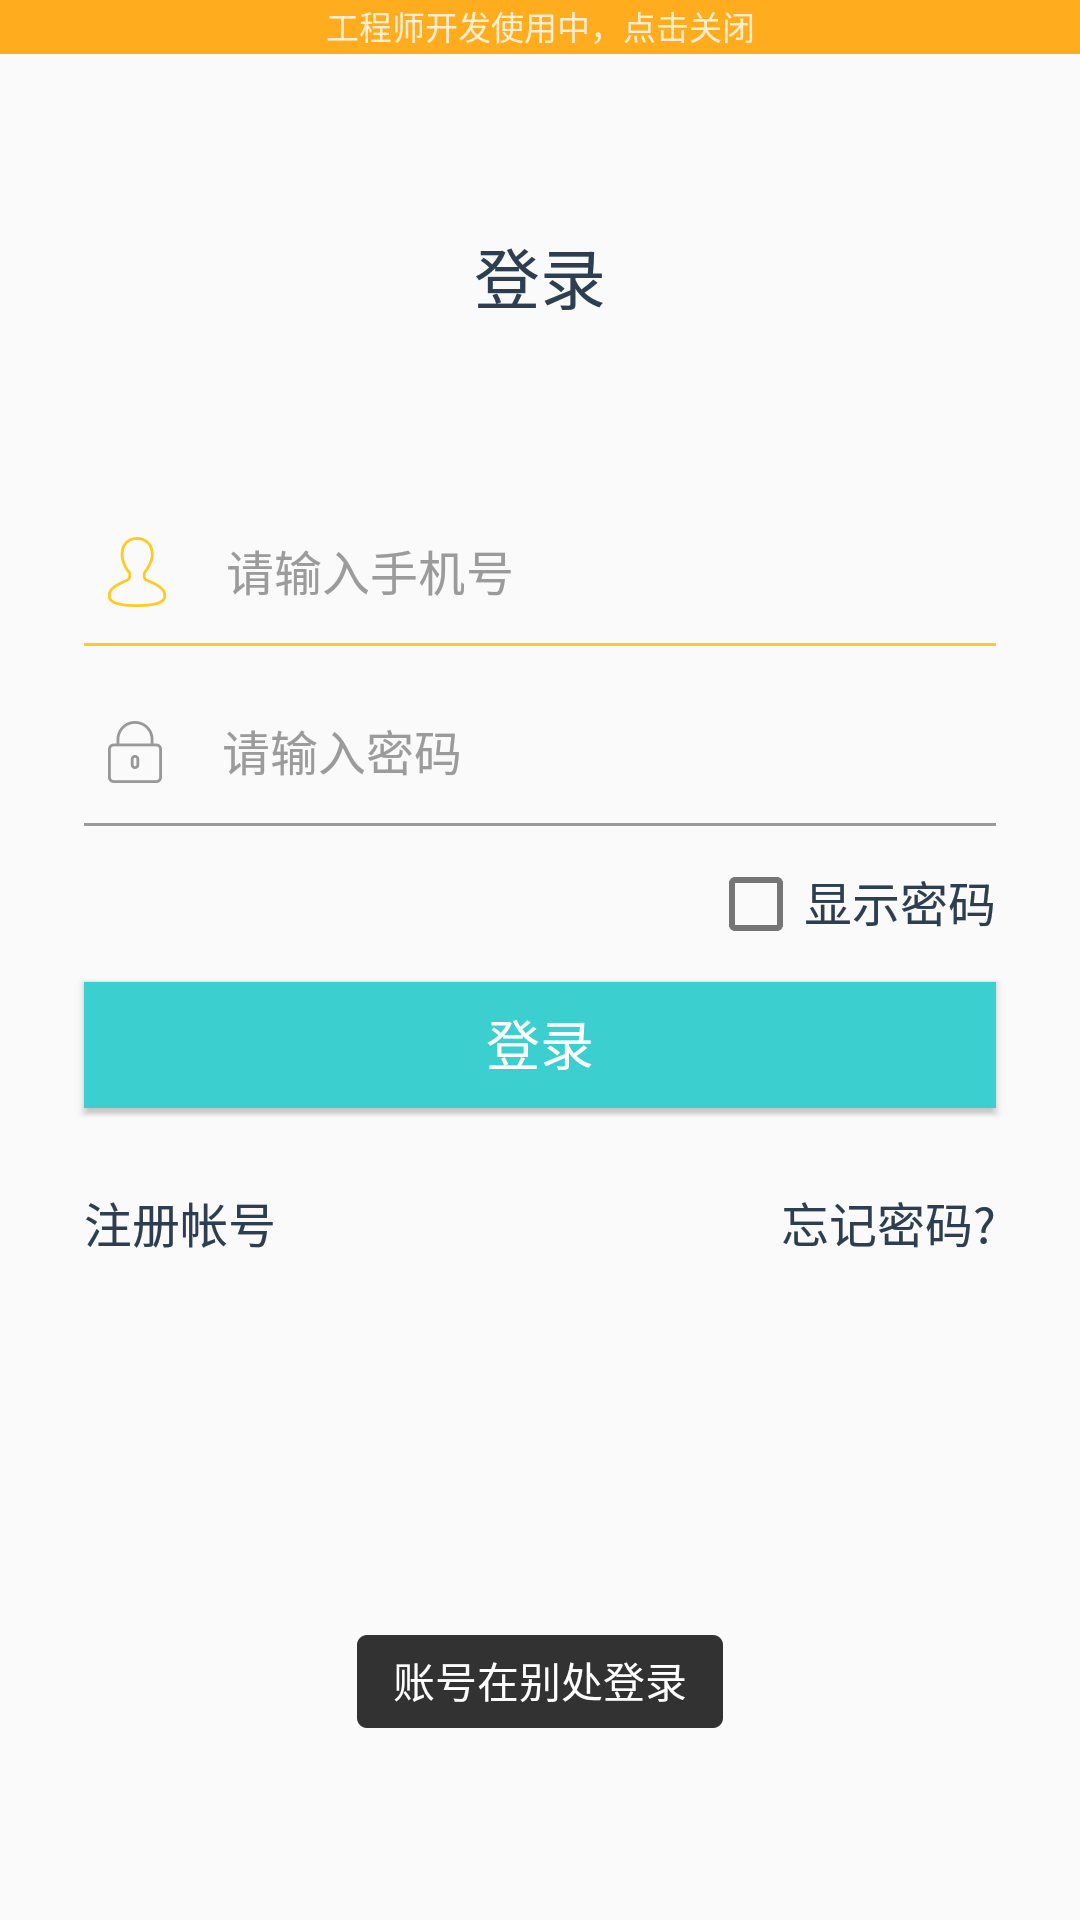 工程师开发使用中，点击关闭
登录
请输入手机号
请输入密码
显示密码
登录
注册帐号
忘记密码?
账号在别处登录